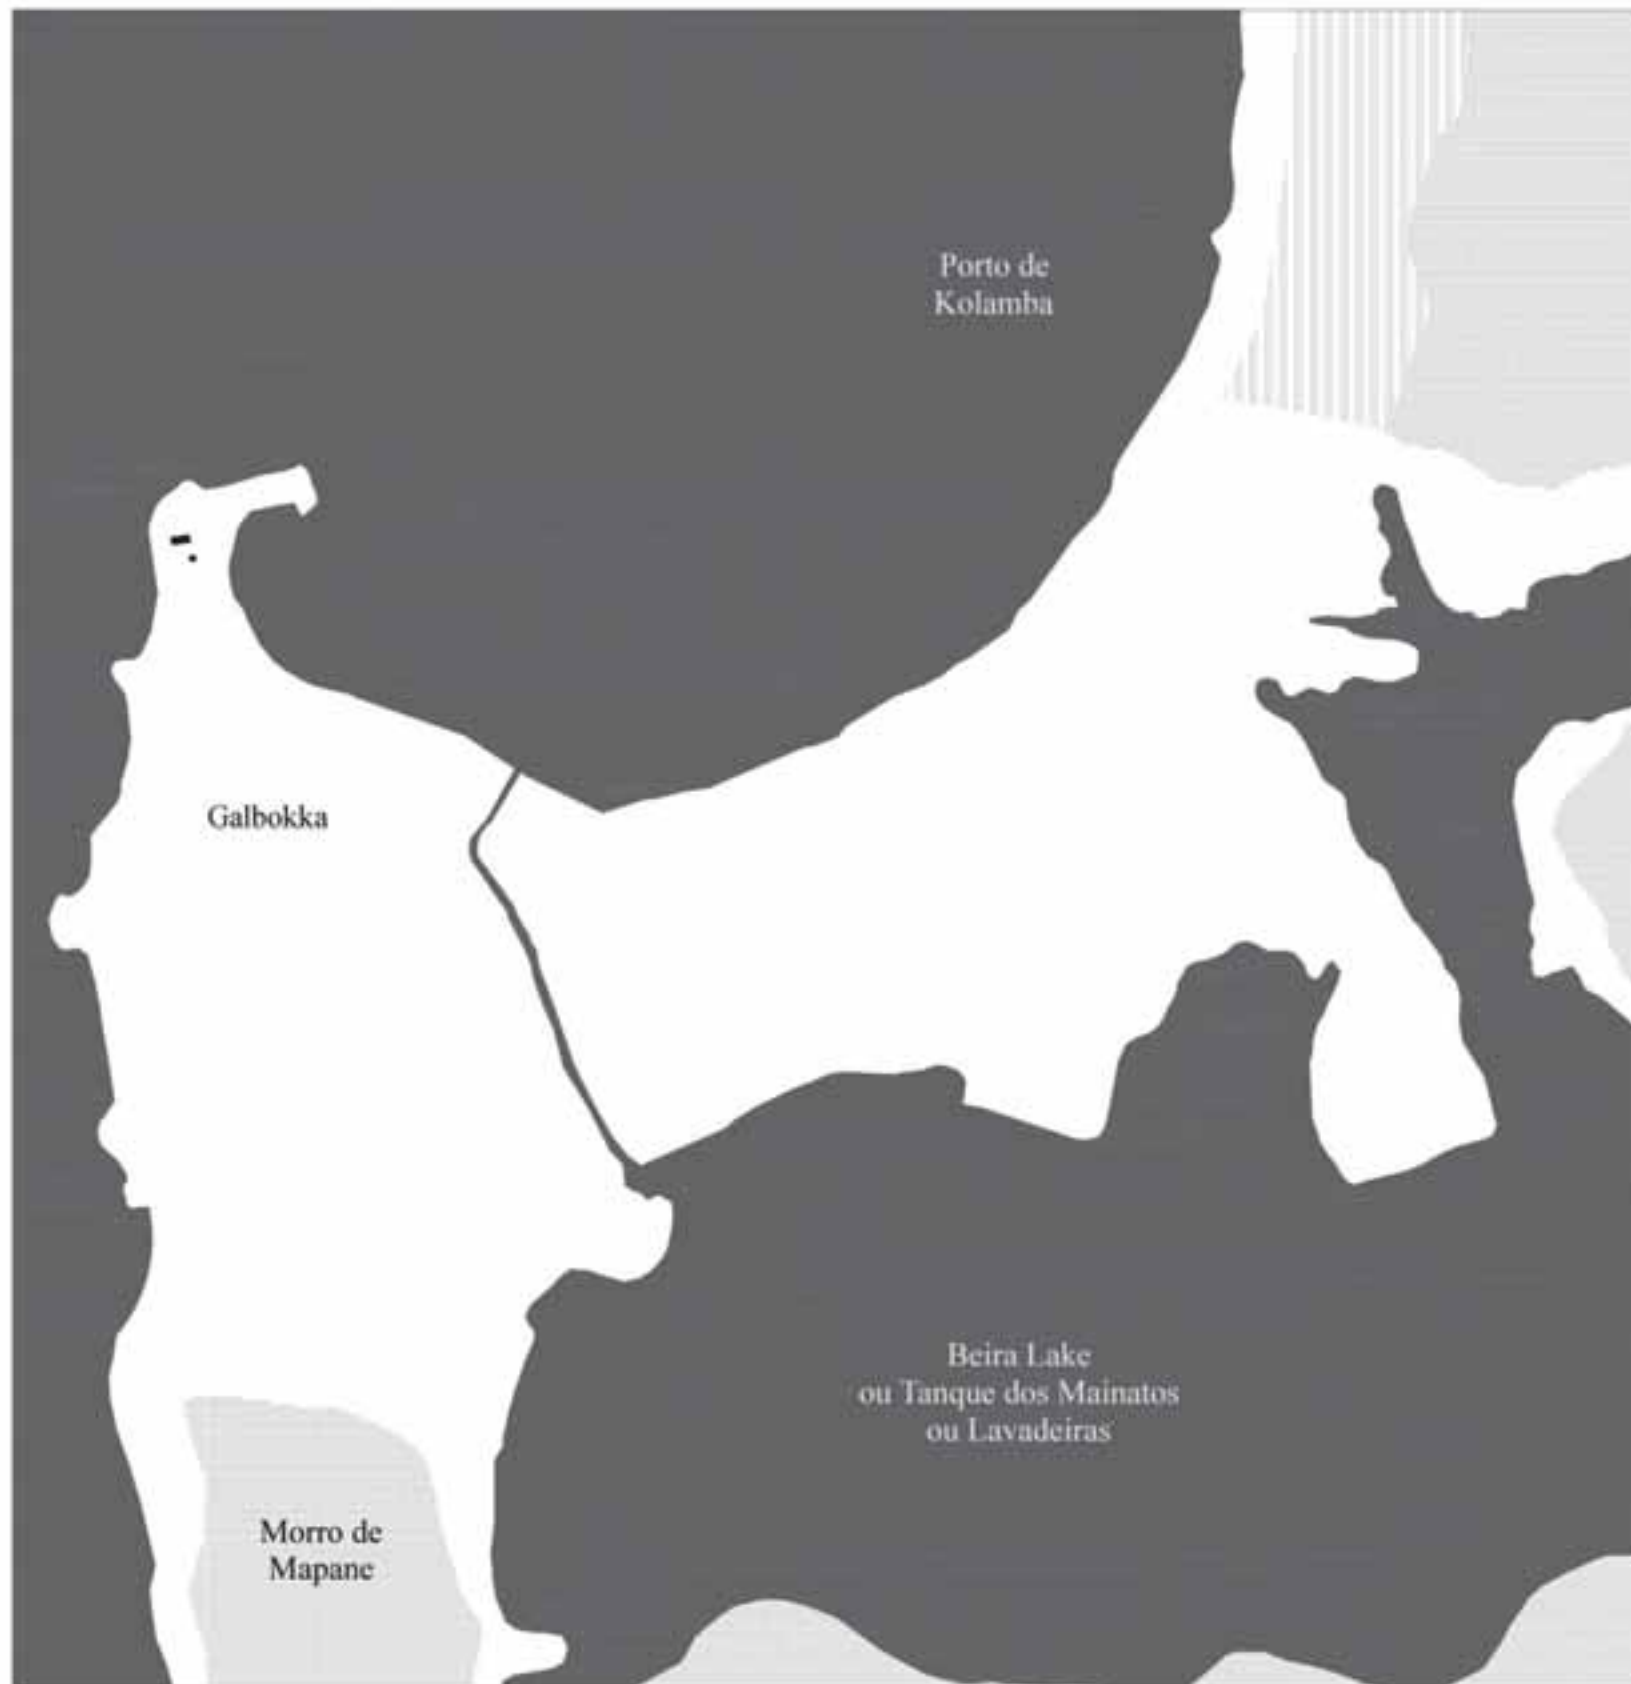 Porto de
Kolamba
Galbokka
Beira Lake
ou Tanque dos Mainatos
ou Lavadeiras
Morro de
Mapane